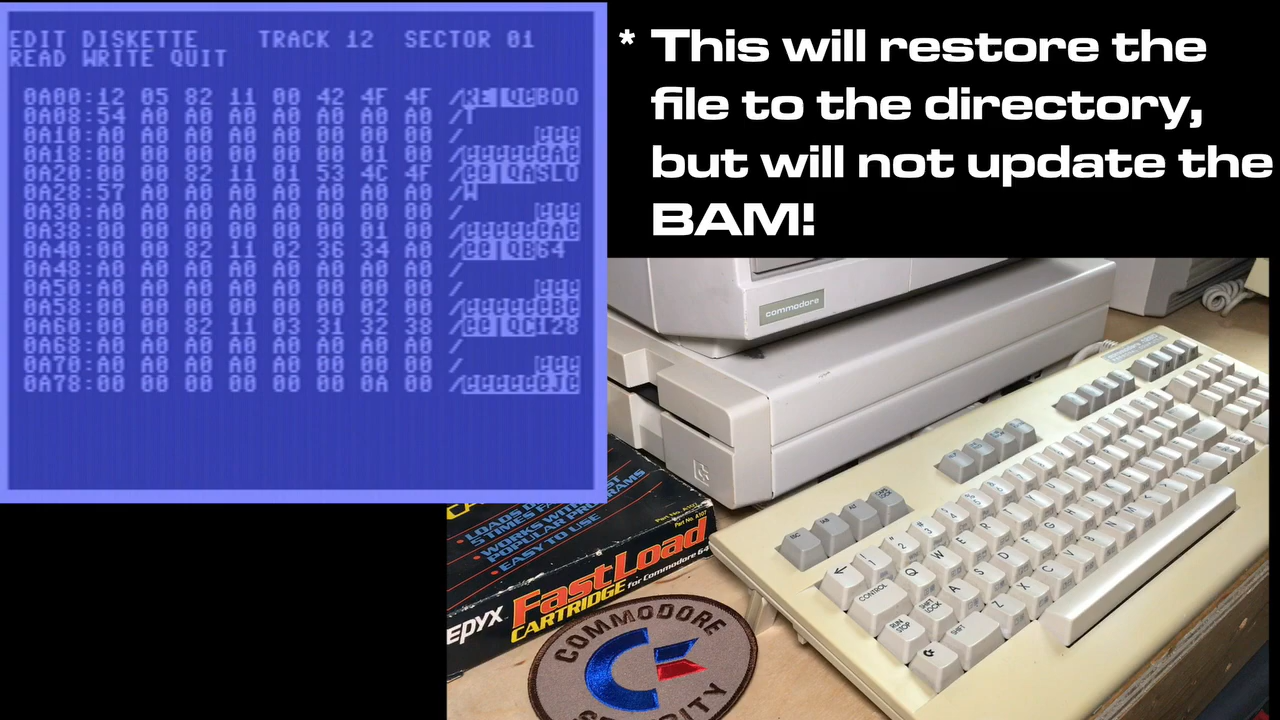 EDIT DISKETTE TRACK 12 SECTOR 01
READ WRITE QUIT
0A00:12 05 82 11 00 42 4F 4F
0A08:54 A0 A0 A0 A0 A0 A0 A0 /T
0A10:A0 A0 A0 A0 A0 00 00 00 /
0A18:00 00 00 00 00 00 01 00
0A20:00 00 82 11 01 53 4C 4F
0A28:57 A0 A0 A0 A0 A0 A0 A0 /W
0A30:A0 A0 A0 A0 A0 00 00 00 /
0A38:00 00 00 00 00 00 01 00
0A40:00 00 82 11 02 36 34 A0
0A48:A0 A0 A0 A0 A0 A0 A0 A0 /
0A50:A0 A0 A0 A0 A0 00 00 00 /
0A58:00 00 00 00 00 00 02 00
0A60:00 00 82 11 03 31 32 38
0A68:A0 A0 A0 A0 A0 A0 A0 A0 /
0A70:A0 A0 A0 A0 A0 00 00 00 /
0A78:00 00 00 00 00 00 0A 00
* This will restore the
file to the directory,
but will not update the
BAM!
commodore
EASY TO USE
Part No. A107
EPYX FastLoad
CARTRIDGE for Commodore 64
COMMODORE
CONTROL
RUN STOP
SHIFT LOCK
SHIFT